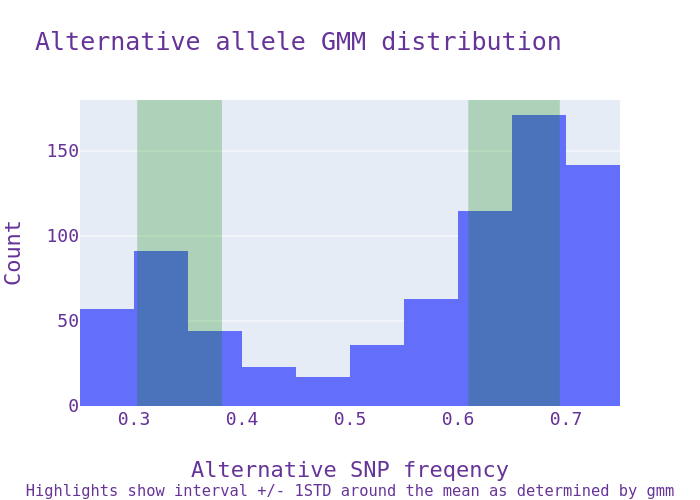 Alternative allele GMM distribution
150
100
50
0
Count
0.3 0.4 0.5 0.6 0.7
Alternative SNP freqency
Highlights show interval +/- 1STD around the mean as determined by gmm